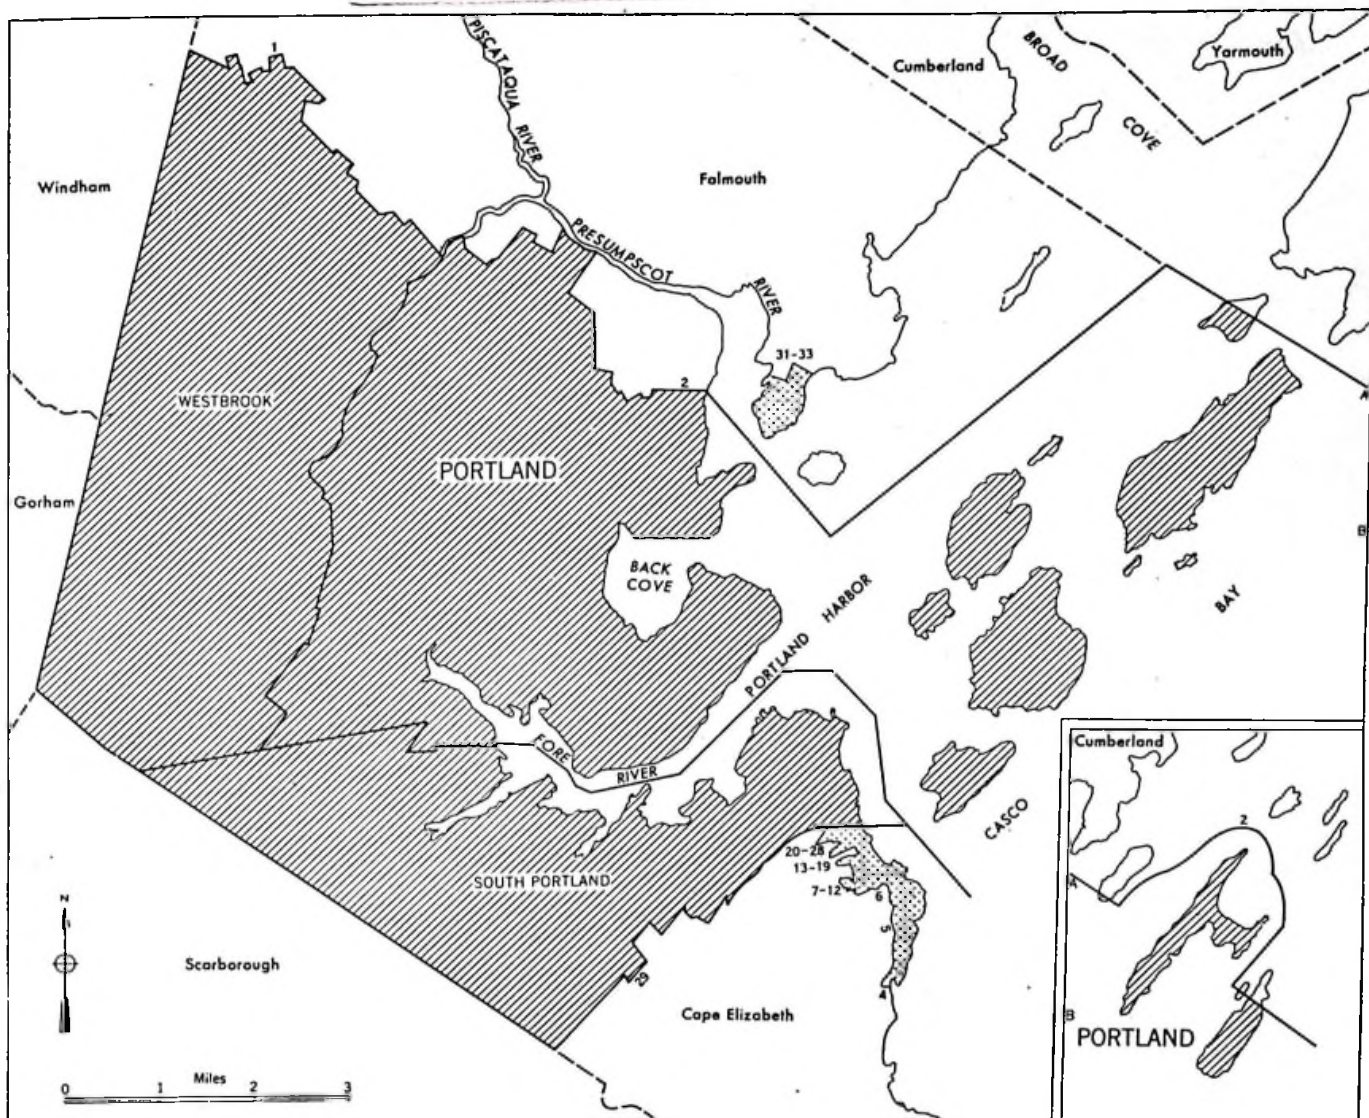 1
PISCATAQUA RIVER
Cumberland
BROAD COVE
Yarmouth
Windham
Falmouth
PRESUMPSCOT RIVER
31-33
2
WESTBROOK
PORTLAND
A
Gorham
B
BACK
COVE
PORTLAND HARBOR
CASCO BAY
FORE RIVER
20-28
13-19
7-12
6
5
4
SOUTH PORTLAND
29
N
Scarborough
Cape Elizabeth
Miles
0 1 2 3
Cumberland
2
A
B
PORTLAND